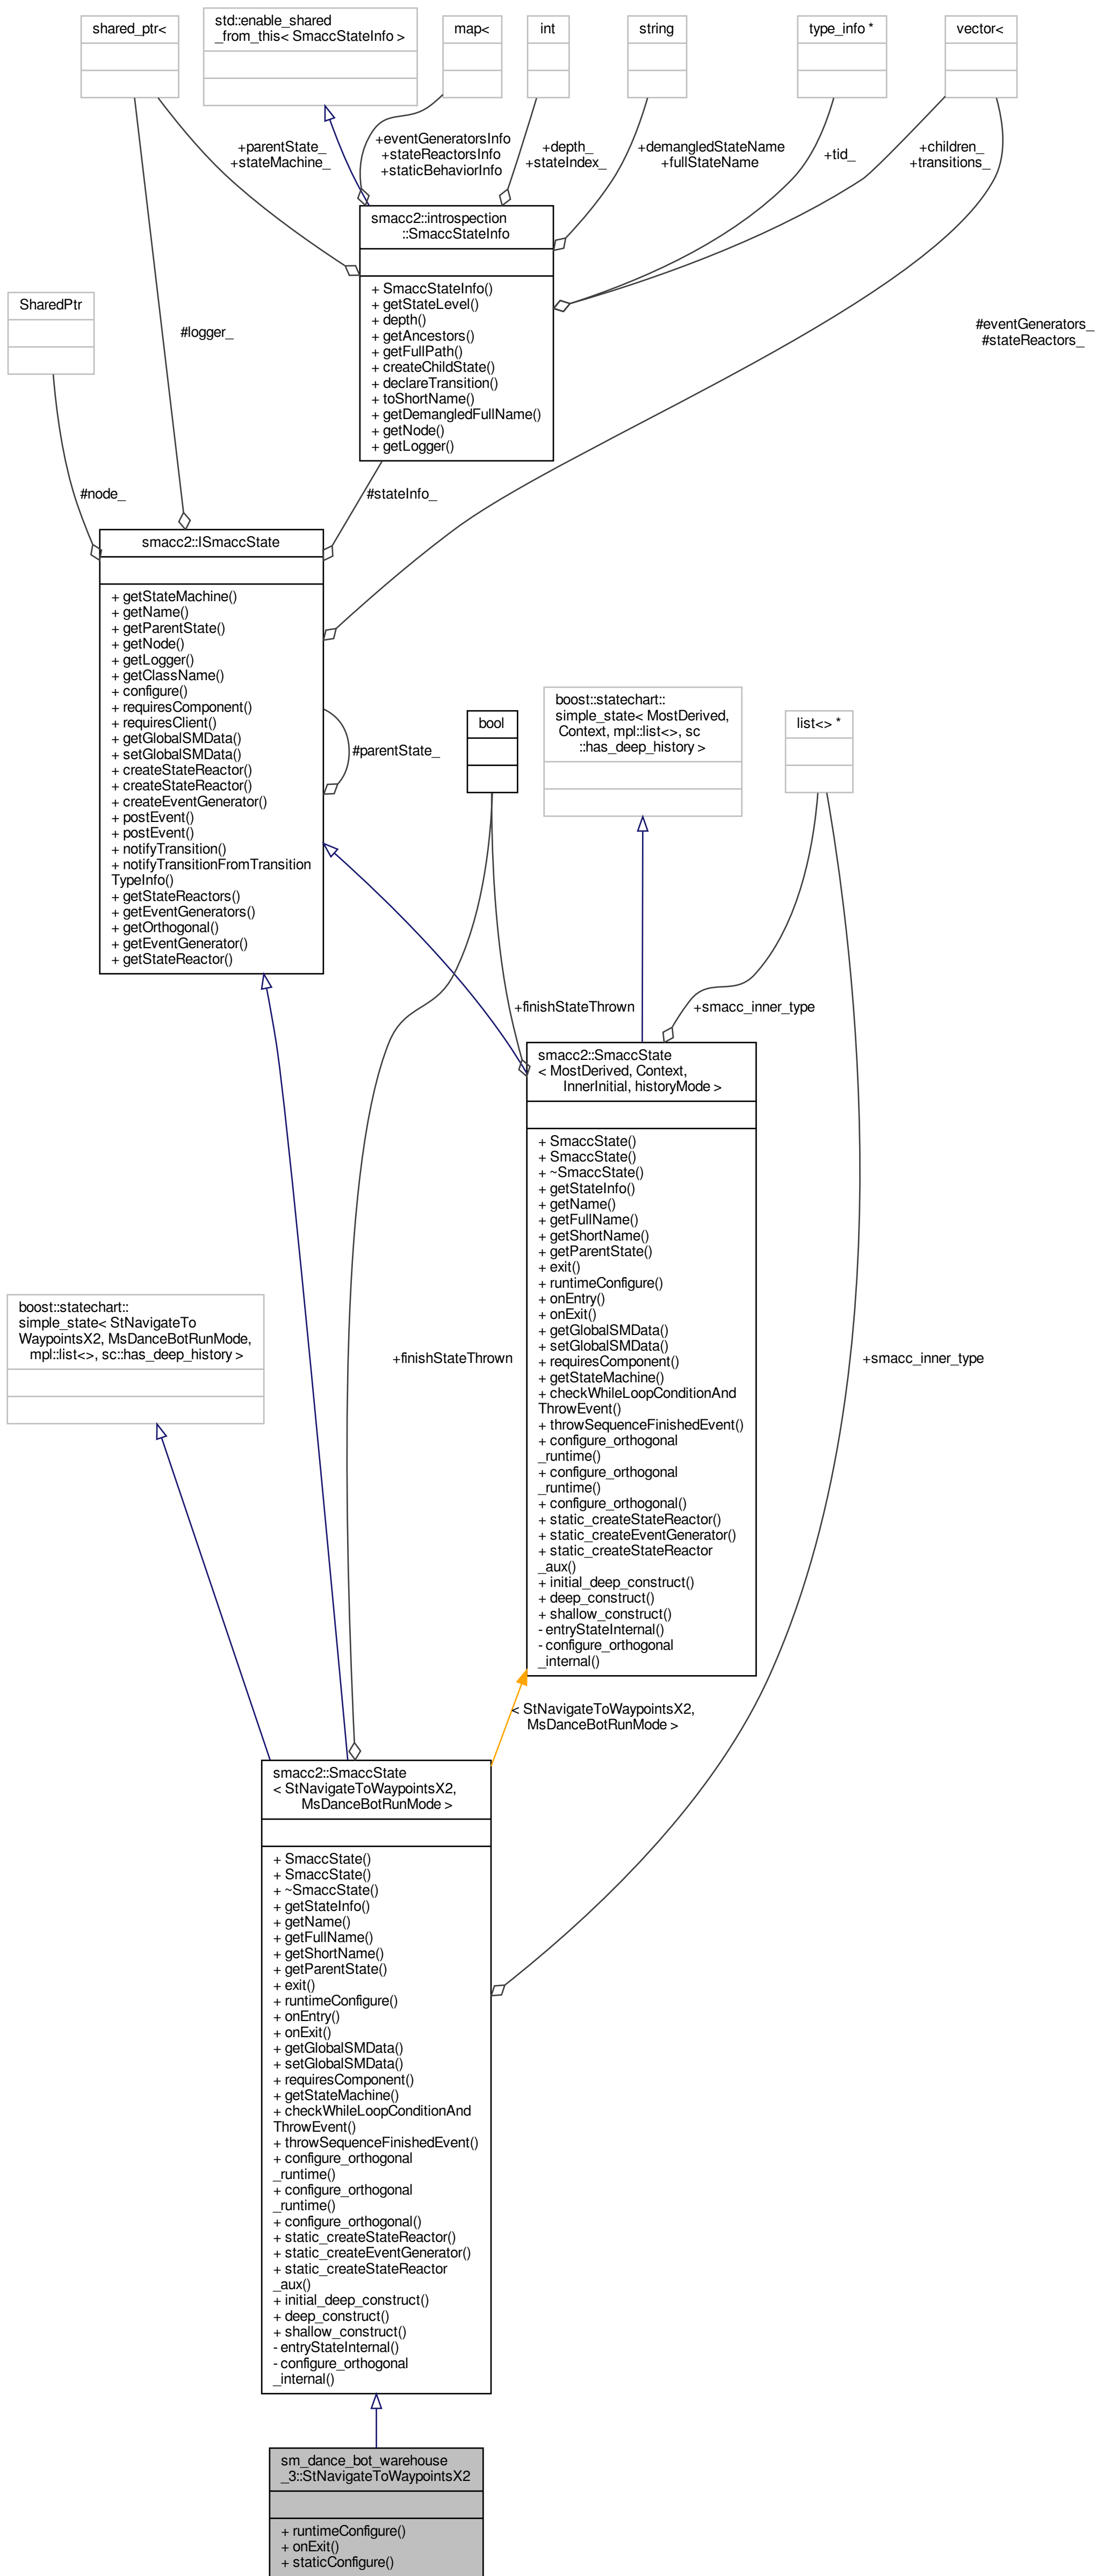 shared_ptr<
std::enable_shared
_from_this< SmaccStateInfo >
map<
int
string
type_info *
vector<
+parentState_
+stateMachine_
+eventGeneratorsInfo
+stateReactorsInfo
+staticBehaviorInfo
+depth_
+stateIndex_
+demangledStateName
+fullStateName
+tid_
+children_
+transitions_
smacc2::introspection
::SmaccStateInfo
+ SmaccStateInfo()
+ getStateLevel()
+ depth()
+ getAncestors()
+ getFullPath()
+ createChildState()
+ declareTransition()
+ toShortName()
+ getDemangledFullName()
+ getNode()
+ getLogger()
SharedPtr
#logger_
#eventGenerators_
#stateReactors_
#node_
#stateInfo_
smacc2::ISmaccState
+ getStateMachine()
+ getName()
+ getParentState()
+ getNode()
+ getLogger()
+ getClassName()
+ configure()
+ requiresComponent()
+ requiresClient()
+ getGlobalSMData()
+ setGlobalSMData()
+ createStateReactor()
+ createStateReactor()
+ createEventGenerator()
+ postEvent()
+ postEvent()
+ notifyTransition()
+ notifyTransitionFromTransition
TypeInfo()
+ getStateReactors()
+ getEventGenerators()
+ getOrthogonal()
+ getEventGenerator()
+ getStateReactor()
#parentState_
bool
boost::statechart::
simple_state< MostDerived,
Context, mpl::list<>, sc
::has_deep_history >
list<> *
+finishStateThrown
+smacc_inner_type
smacc2::SmaccState
< MostDerived, Context,
InnerInitial, historyMode >
+ SmaccState()
+ SmaccState()
+ ~SmaccState()
+ getStateInfo()
+ getName()
+ getFullName()
+ getShortName()
+ getParentState()
+ exit()
+ runtimeConfigure()
+ onEntry()
+ onExit()
+ getGlobalSMData()
+ setGlobalSMData()
+ requiresComponent()
+ getStateMachine()
+ checkWhileLoopConditionAnd
ThrowEvent()
+ throwSequenceFinishedEvent()
+ configure_orthogonal
_runtime()
+ configure_orthogonal
_runtime()
+ configure_orthogonal()
+ static_createStateReactor()
+ static_createEventGenerator()
+ static_createStateReactor
_aux()
+ initial_deep_construct()
+ deep_construct()
+ shallow_construct()
- entryStateInternal()
- configure_orthogonal
_internal()
boost::statechart::
simple_state< StNavigateTo
WaypointsX2, MsDanceBotRunMode,
mpl::list<>, sc::has_deep_history >
+finishStateThrown
+smacc_inner_type
< StNavigateToWaypointsX2,
MsDanceBotRunMode >
smacc2::SmaccState
< StNavigateToWaypointsX2,
MsDanceBotRunMode >
+ SmaccState()
+ SmaccState()
+ ~SmaccState()
+ getStateInfo()
+ getName()
+ getFullName()
+ getShortName()
+ getParentState()
+ exit()
+ runtimeConfigure()
+ onEntry()
+ onExit()
+ getGlobalSMData()
+ setGlobalSMData()
+ requiresComponent()
+ getStateMachine()
+ checkWhileLoopConditionAnd
ThrowEvent()
+ throwSequenceFinishedEvent()
+ configure_orthogonal
_runtime()
+ configure_orthogonal
_runtime()
+ configure_orthogonal()
+ static_createStateReactor()
+ static_createEventGenerator()
+ static_createStateReactor
_aux()
+ initial_deep_construct()
+ deep_construct()
+ shallow_construct()
- entryStateInternal()
- configure_orthogonal
_internal()
sm_dance_bot_warehouse
_3::StNavigateToWaypointsX2
+ runtimeConfigure()
+ onExit()
+ staticConfigure()